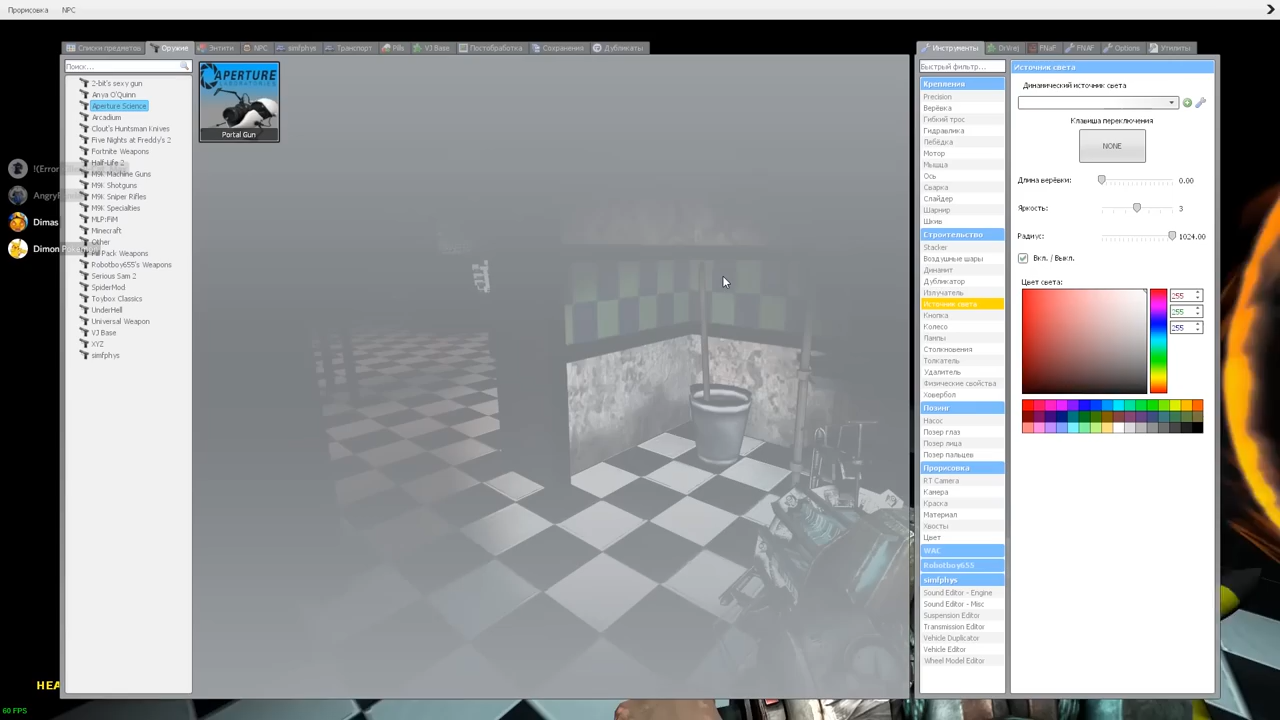 Прорисовка NPC
Списки предметов Оружие Энтити NPC simfphys Транспорт Pills VJ Base Постобработка Сохранения Дубликаты
Инструменты DrVrej FNaF FNAF Options Утилиты
Поиск...
2-bit's sexy gun
Anya O'Quinn
Aperture Science
Arcadium
Clout's Huntsman Knives
Five Nights at Freddy's 2
Fortnite Weapons
Half-Life 2
M9K Machine Guns
M9K Shotguns
M9K Sniper Rifles
M9K Specialties
MLP:FiM
Minecraft
Other
Pill Pack Weapons
Robotboy655's Weapons
Serious Sam 2
SpiderMod
Toybox Classics
UnderHell
Universal Weapon
VJ Base
XYZ
simfphys
APERTURE
LABORATORIES
Portal Gun
!(Error
Angry
Dimas
Dimon
HEA
60 FPS
Быстрый фильтр...
Крепления
Precision
Верёвка
Гибкий трос
Гидравлика
Лебёдка
Мотор
Мышца
Ось
Сварка
Слайдер
Шарнир
Шкив
Строительство
Stacker
Воздушные шары
Динамит
Дубликатор
Излучатель
Источник света
Кнопка
Колесо
Лампы
Столкновения
Толкатель
Удалитель
Физические свойства
Ховербол
Позинг
Насос
Позер глаз
Позер лица
Позер пальцев
Прорисовка
RT Camera
Камера
Краска
Материал
Хвосты
Цвет
WAC
Robotboy655
simfphys
Sound Editor - Engine
Sound Editor - Misc
Suspension Editor
Transmission Editor
Vehicle Duplicator
Vehicle Editor
Wheel Model Editor
Источник света
Динамический источник света
Клавиша переключения
NONE
Длина верёвки: 0.00
Яркость: 3
Радиус: 1024.00
Вкл. / Выкл.
Цвет света:
255
255
255